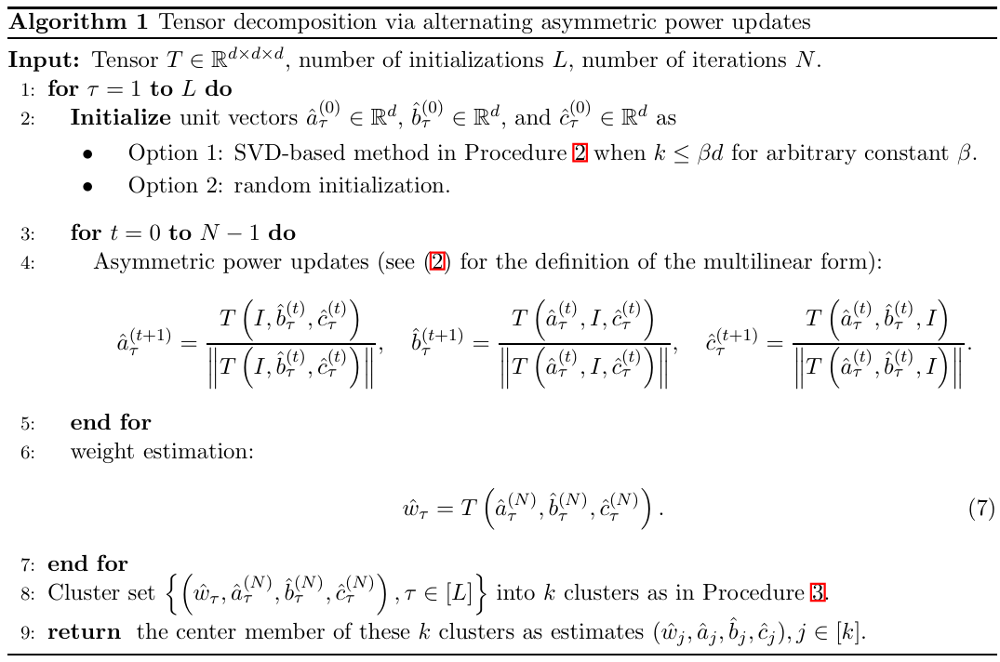 Algorithm 1 Tensor decomposition via alternating asymmetric power updates
Input: Tensor $T \in \mathbb{R}^{d \times d \times d}$, number of initializations $L$, number of iterations $N$.
1: for $\tau = 1$ to $L$ do
2: Initialize unit vectors $\hat{a}_\tau^{(0)} \in \mathbb{R}^d$, $\hat{b}_\tau^{(0)} \in \mathbb{R}^d$, and $\hat{c}_\tau^{(0)} \in \mathbb{R}^d$ as
• Option 1: SVD-based method in Procedure 2 when $k \leq \beta d$ for arbitrary constant $\beta$.
• Option 2: random initialization.
3: for $t = 0$ to $N - 1$ do
4: Asymmetric power updates (see (2) for the definition of the multilinear form):
$\hat{a}_\tau^{(t+1)} = \frac{T\left(I, \hat{b}_\tau^{(t)}, \hat{c}_\tau^{(t)}\right)}{\left\|T\left(I, \hat{b}_\tau^{(t)}, \hat{c}_\tau^{(t)}\right)\right\|}, \quad \hat{b}_\tau^{(t+1)} = \frac{T\left(\hat{a}_\tau^{(t)}, I, \hat{c}_\tau^{(t)}\right)}{\left\|T\left(\hat{a}_\tau^{(t)}, I, \hat{c}_\tau^{(t)}\right)\right\|}, \quad \hat{c}_\tau^{(t+1)} = \frac{T\left(\hat{a}_\tau^{(t)}, \hat{b}_\tau^{(t)}, I\right)}{\left\|T\left(\hat{a}_\tau^{(t)}, \hat{b}_\tau^{(t)}, I\right)\right\|}.$
5: end for
6: weight estimation:
$\hat{w}_\tau = T\left(\hat{a}_\tau^{(N)}, \hat{b}_\tau^{(N)}, \hat{c}_\tau^{(N)}\right).$ (7)
7: end for
8: Cluster set $\left\{\left(\hat{w}_\tau, \hat{a}_\tau^{(N)}, \hat{b}_\tau^{(N)}, \hat{c}_\tau^{(N)}\right), \tau \in [L]\right\}$ into $k$ clusters as in Procedure 3.
9: return the center member of these $k$ clusters as estimates $(\hat{w}_j, \hat{a}_j, \hat{b}_j, \hat{c}_j), j \in [k]$.